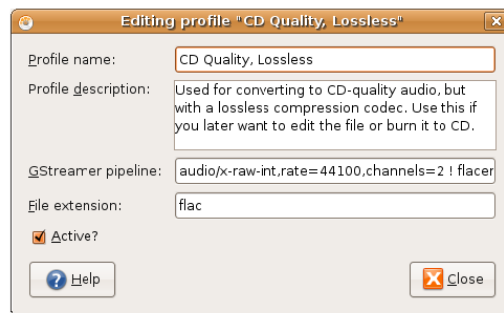 Editing profile "CD Quality, Lossless"
Profile name: CD Quality, Lossless
Profile description: Used for converting to CD-quality audio, but
with a lossless compression codec. Use this if
you later want to edit the file or burn it to CD.
GStreamer pipeline: audio/x-raw-int,rate=44100,channels=2 ! flacer
File extension: flac
Active?
Help Close